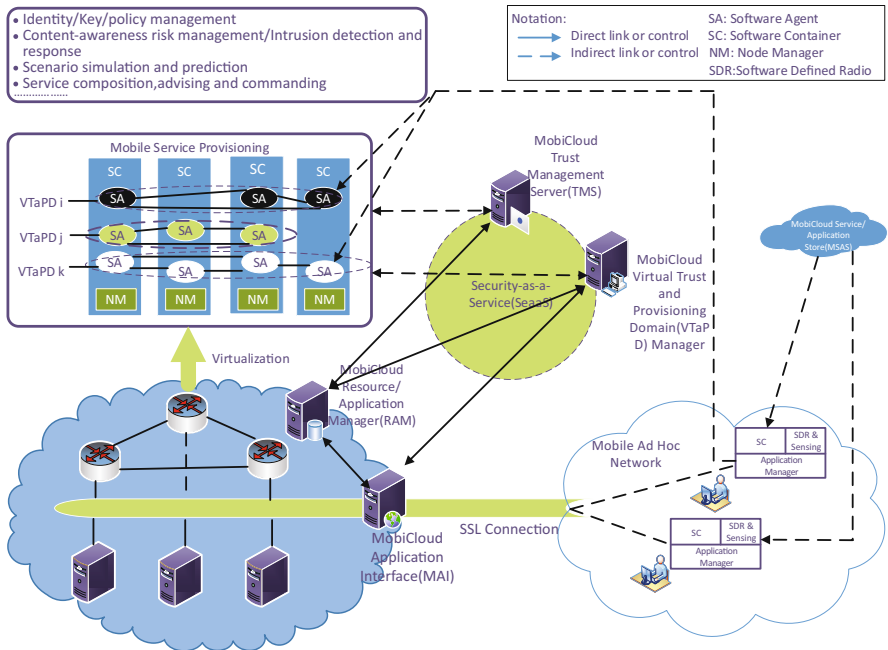 • Identity/Key/policy management
• Content-awareness risk management/Intrusion detection and
response
• Scenario simulation and prediction
• Service composition,advising and commanding
..................
Notation:
Direct link or control
Indirect link or control
SA: Software Agent
SC: Software Container
NM: Node Manager
SDR:Software Defined Radio
Mobile Service Provisioning
SC
SC
SC
SC
VTaPD i
SA
SA
SA
VTaPD j
SA
SA
SA
VTaPD k
SA
SA
SA
SA
NM
NM
NM
NM
MobiCloud
Trust
Management
Server(TMS)
Security-as-a-
Service(SeaaS)
MobiCloud
Virtual Trust
and
Provisioning
Domain(VTaP
D) Manager
MobiCloud Service/
Application
Store(MSAS)
Virtualization
MobiCloud
Resource/
Application
Manager(RAM)
MobiCloud
Application
Interface(MAI)
SSL Connection
Mobile Ad Hoc
Network
SC
SDR &
Sensing
Application
Manager
SC
SDR &
Sensing
Application
Manager